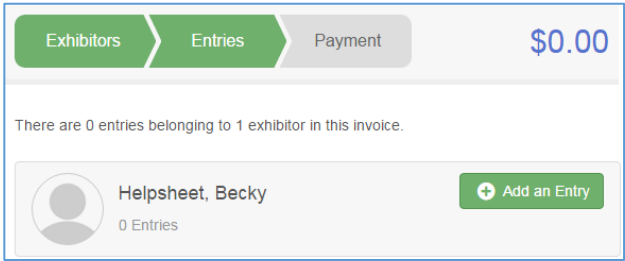 Exhibitors Entries Payment $0.00
There are 0 entries belonging to 1 exhibitor in this invoice.
Helpsheet, Becky
Add an Entry
0 Entries